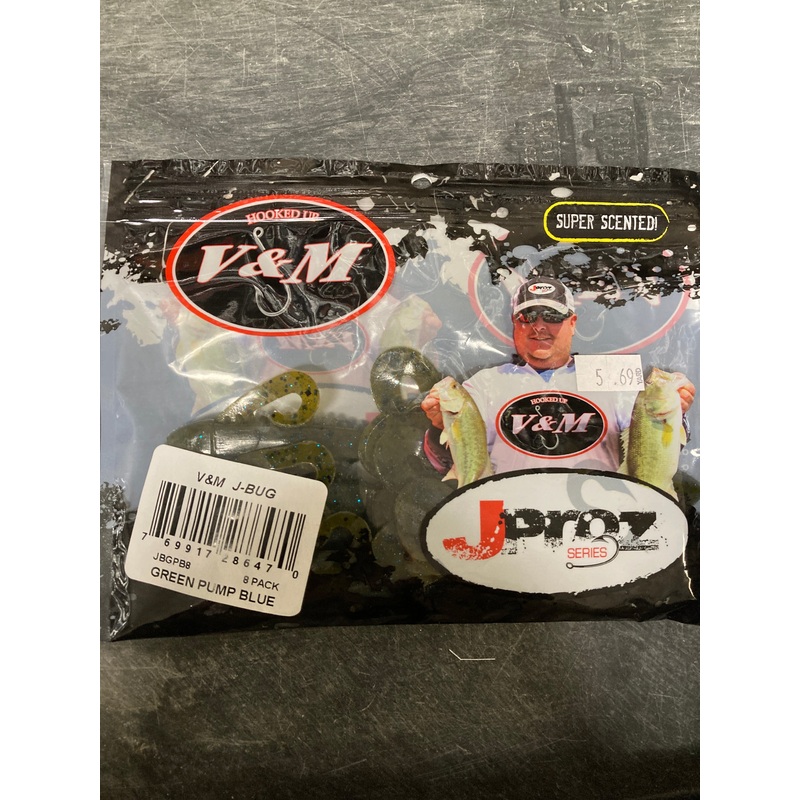 HOOKED UP
V&M
SUPER SCENTED!
JPROZ
5.69
HOOKED UP
V&M
JPROZ
SERIES
V&M J-BUG
7 69917 28647 0
JBGPB8 8 PACK
GREEN PUMP BLUE